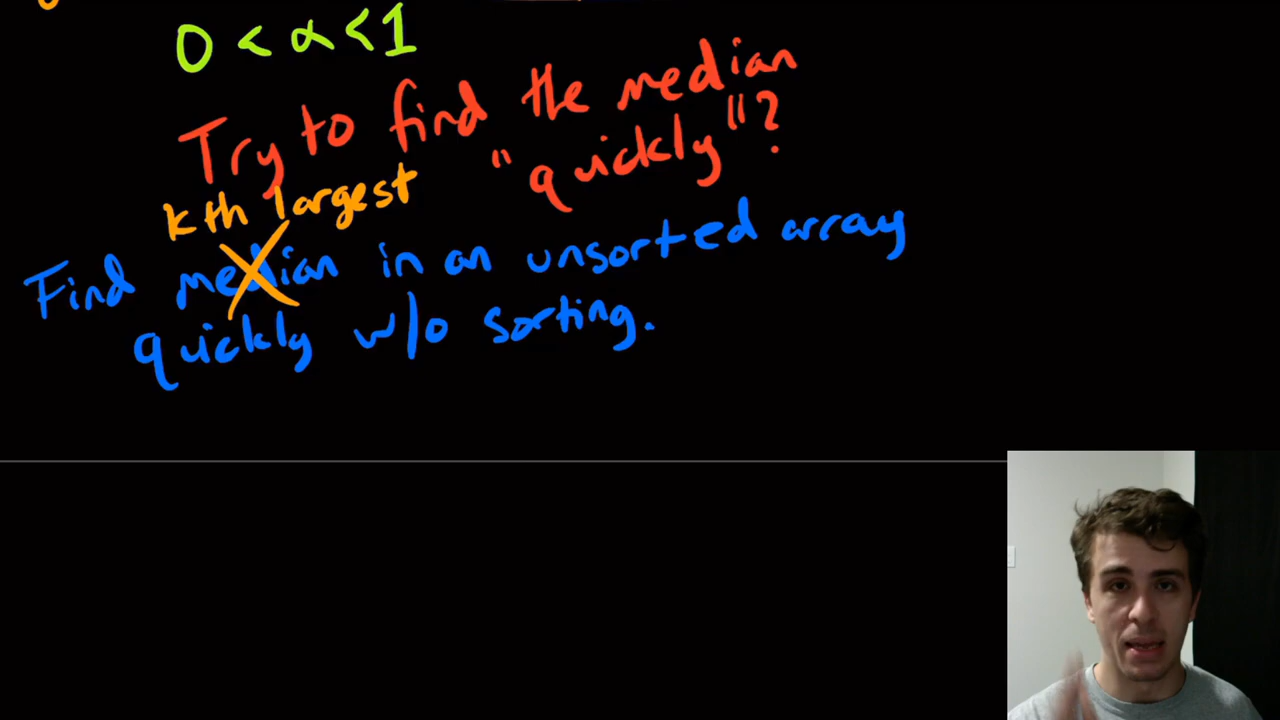 0 < α < 1
Try to find the median
"quickly"?
kth largest
Find median in an unsorted array
quickly w/o sorting.